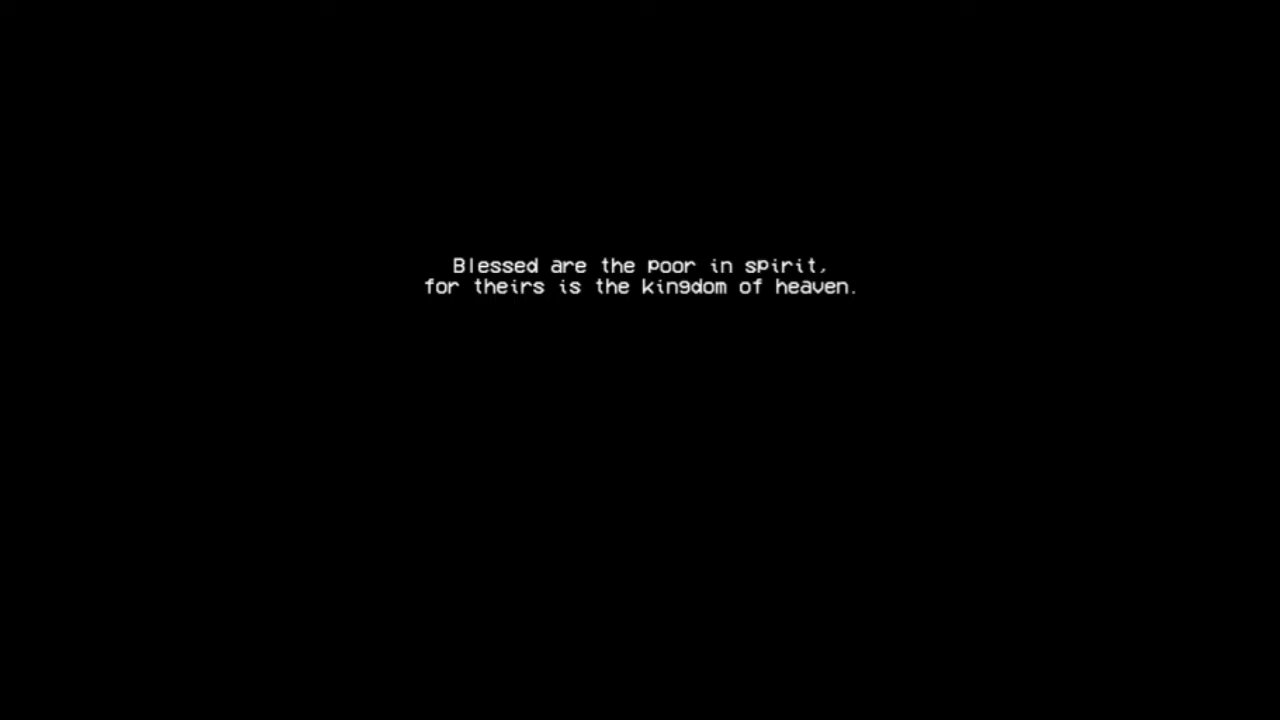 Blessed are the poor in spirit,
for theirs is the kingdom of heaven.